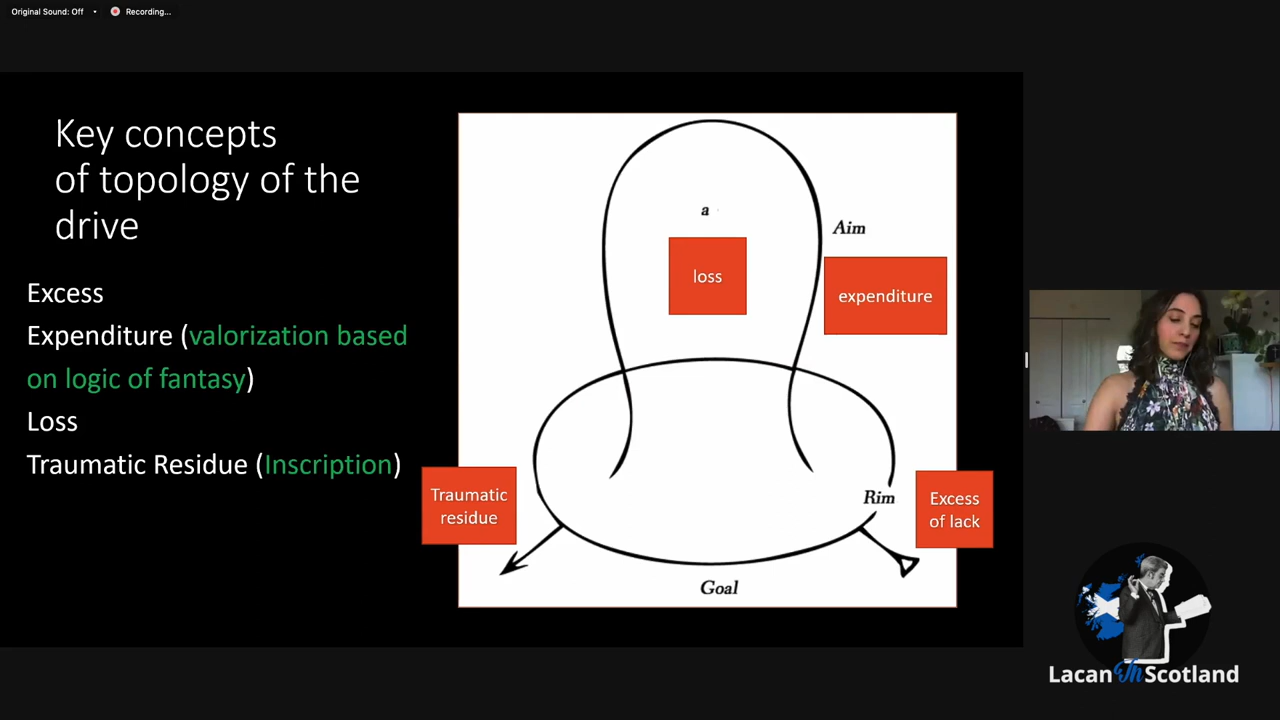 Original Sound: Off
Recording...
Key concepts
of topology of the
drive
Excess
Expenditure (valorization based
on logic of fantasy)
Loss
Traumatic Residue (Inscription)
a
loss
Aim
expenditure
Traumatic
residue
Rim
Excess
of lack
Goal
Lacan In Scotland